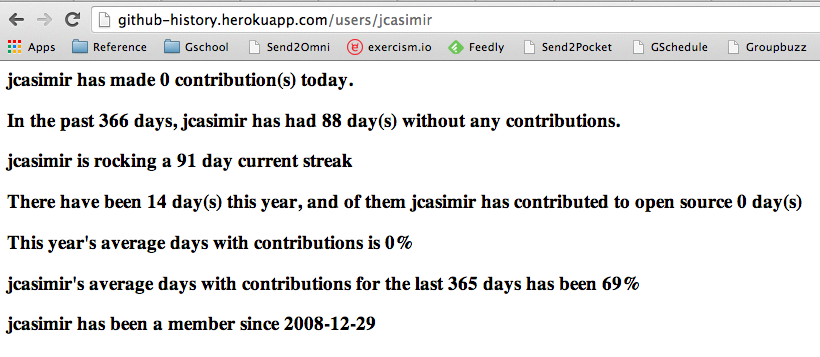 github-history.herokuapp.com/users/jcasimir
Apps Reference Gschool Send2Omni exercism.io Feedly Send2Pocket GSchedule Groupbuzz
jcasimir has made 0 contribution(s) today.
In the past 366 days, jcasimir has had 88 day(s) without any contributions.
jcasimir is rocking a 91 day current streak
There have been 14 day(s) this year, and of them jcasimir has contributed to open source 0 day(s)
This year's average days with contributions is 0%
jcasimir's average days with contributions for the last 365 days has been 69%
jcasimir has been a member since 2008-12-29